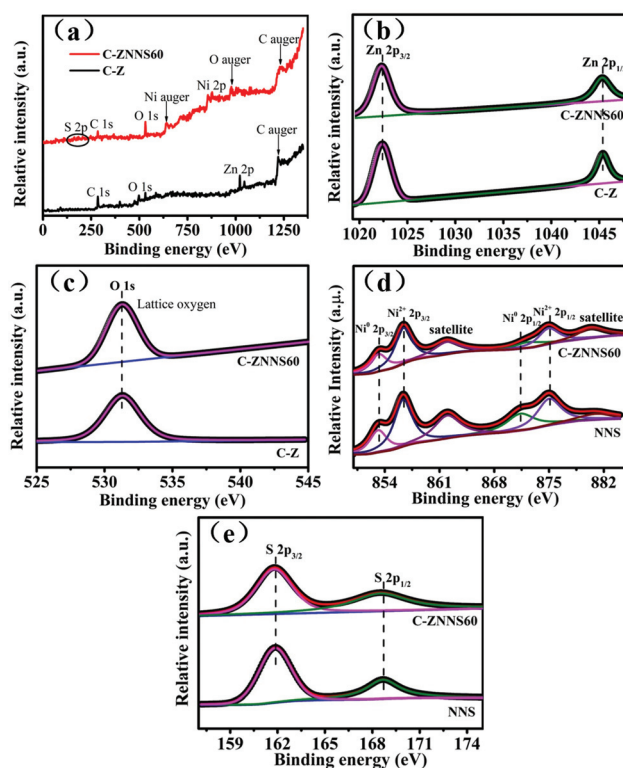 (a)
C-ZNNS60
C-Z
O auger
C auger
Ni 2p
Ni auger
S 2p
C 1s
O 1s
C auger
Zn 2p
C 1s
O 1s
Relative intensity (a.u.)
0 250 500 750 1000 1250
Binding energy (eV)
(b)
Zn 2p3/2
Zn 2p1/2
C-ZNNS60
C-Z
Relative intensity (a.u.)
1020 1025 1030 1035 1040 1045
Binding energy (eV)
(c)
O 1s
Lattice oxygen
C-ZNNS60
C-Z
Relative intensity (a.u.)
525 530 535 540 545
Binding energy (eV)
(d)
Ni0 2p3/2
Ni2+ 2p3/2
satellite
Ni0 2p1/2
Ni2+ 2p1/2
satellite
C-ZNNS60
NNS
Relative Intensity (a.μ.)
854 861 868 875 882
Binding energy (eV)
(e)
S 2p3/2
S 2p1/2
C-ZNNS60
NNS
Relative intensity (a.u.)
159 162 165 168 171 174
Binding energy (eV)